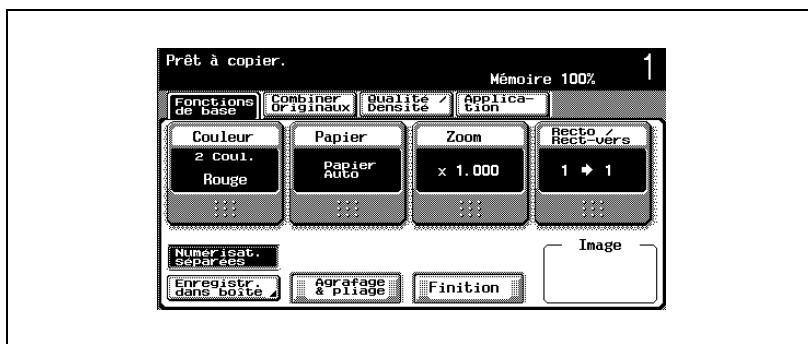 Prêt à copier.
1
Mémoire 100%
Fonctions
de base
Combiner
Originaux
Qualité /
Densité
Applica-
tion
Couleur
2 Coul.
Rouge
Papier
Papier
Auto
Zoom
x 1.000
Recto /
Rect-vers
1 → 1
Numérisat.
séparées
Image
Enregistr.
dans boîte
Agrafage
& pliage
Finition